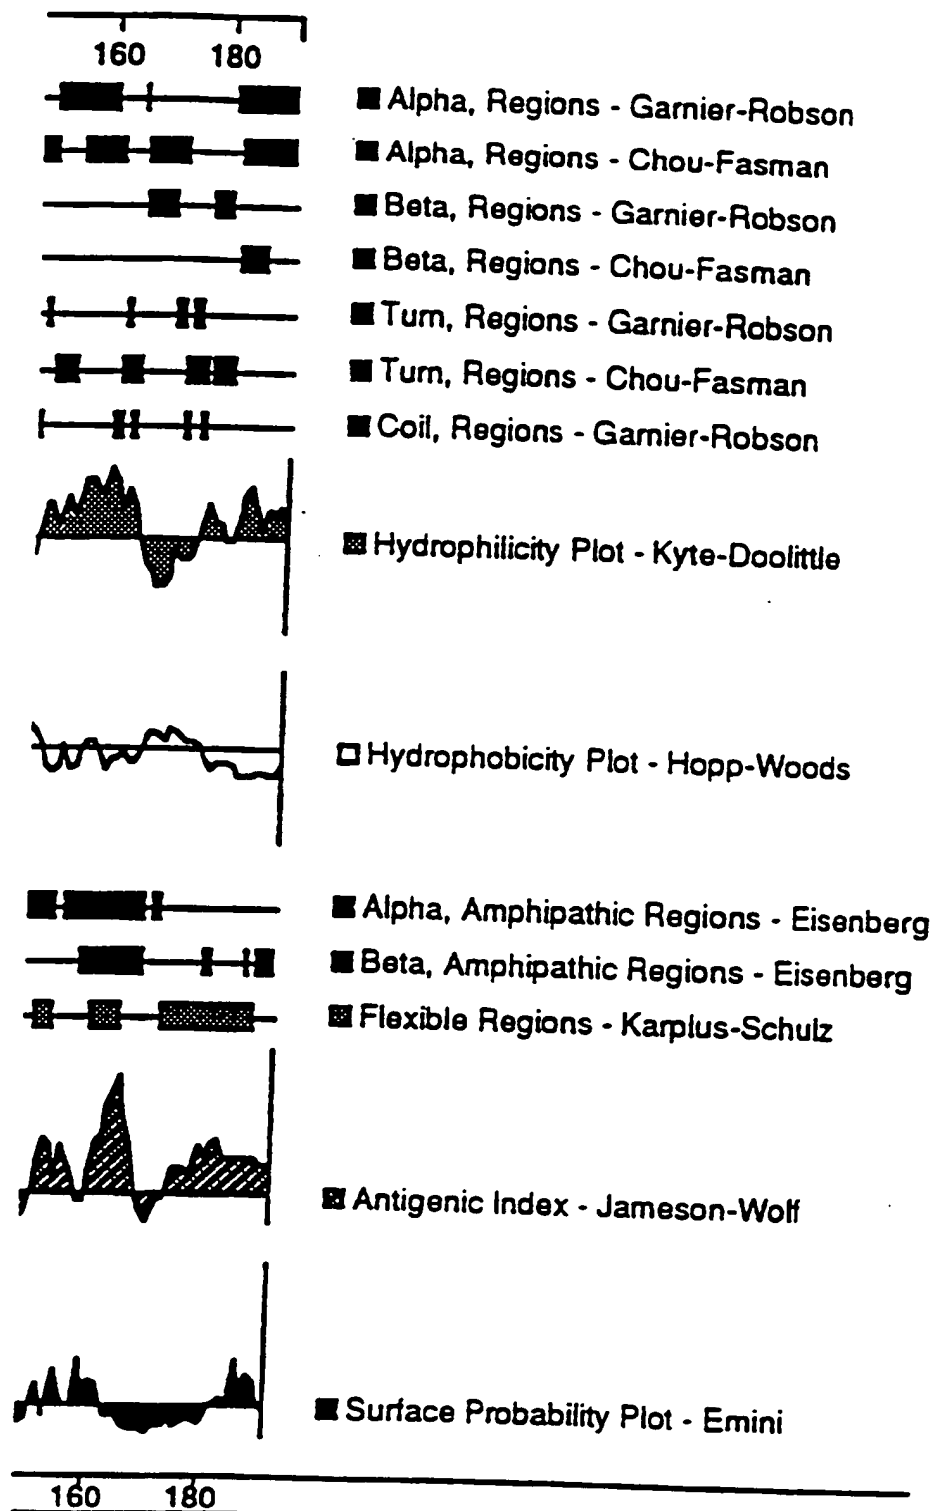 160 180
Alpha, Regions - Garnier-Robson
Alpha, Regions - Chou-Fasman
Beta, Regions - Garnier-Robson
Beta, Regions - Chou-Fasman
Turn, Regions - Garnier-Robson
Turn, Regions - Chou-Fasman
Coil, Regions - Garnier-Robson
Hydrophilicity Plot - Kyte-Doolittle
Hydrophobicity Plot - Hopp-Woods
Alpha, Amphipathic Regions - Eisenberg
Beta, Amphipathic Regions - Eisenberg
Flexible Regions - Karplus-Schulz
Antigenic Index - Jameson-Wolf
Surface Probability Plot - Emini
160 180